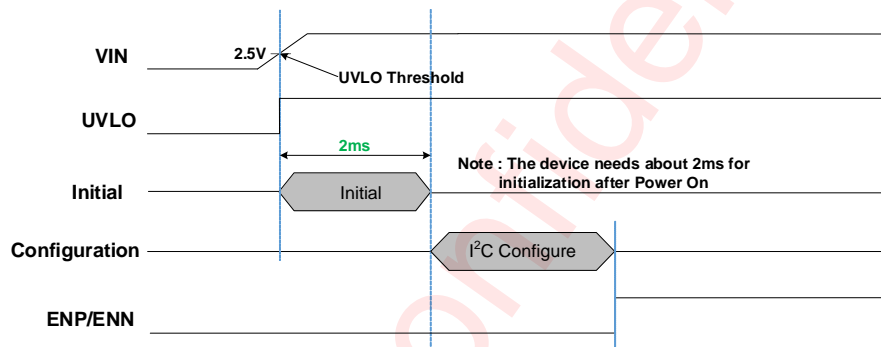 VIN
2.5V
UVLO Threshold
UVLO
2ms
Note : The device needs about 2ms for
initialization after Power On
Initial
Initial
Configuration
I²C Configure
ENP/ENN